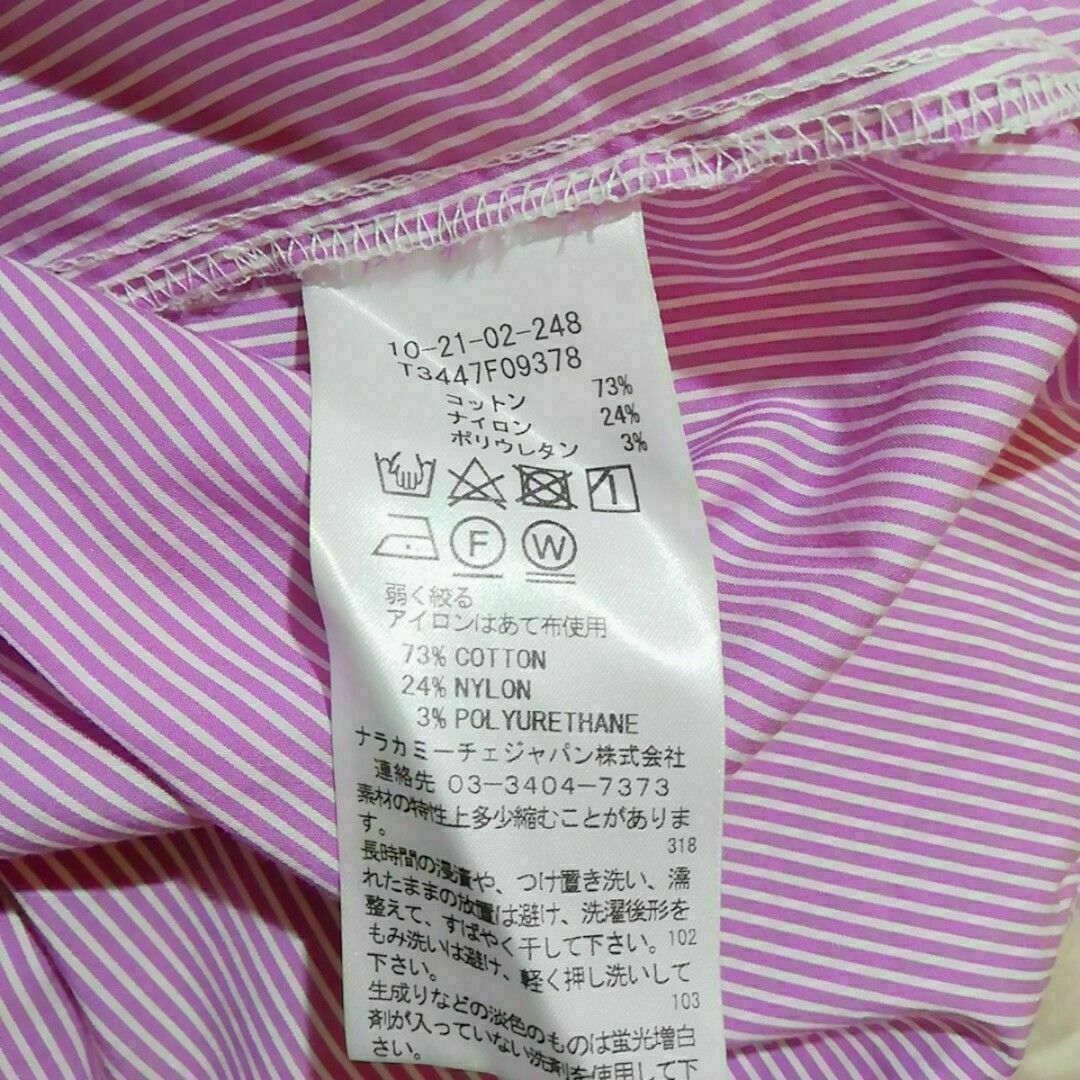 10-21-02-248
T3447F09378
コットン 73%
ナイロン 24%
ポリウレタン 3%
1
F W
弱く絞る
アイロンはあて布使用
73% COTTON
24% NYLON
3% POLYURETHANE
ナラカミーチェジャパン株式会社
連絡先 03-3404-7373
素材の特性上多少縮むことがありま
す。 318
長時間の浸漬や、つけ置き洗い、濡
れたままの放置は避け、洗濯後形を
整えて、すばやく干して下さい。102
もみ洗いは避け、軽く押し洗いして
下さい。 103
生成りなどの淡色のものは蛍光増白
剤が入っていない洗剤を使用して下
さい。